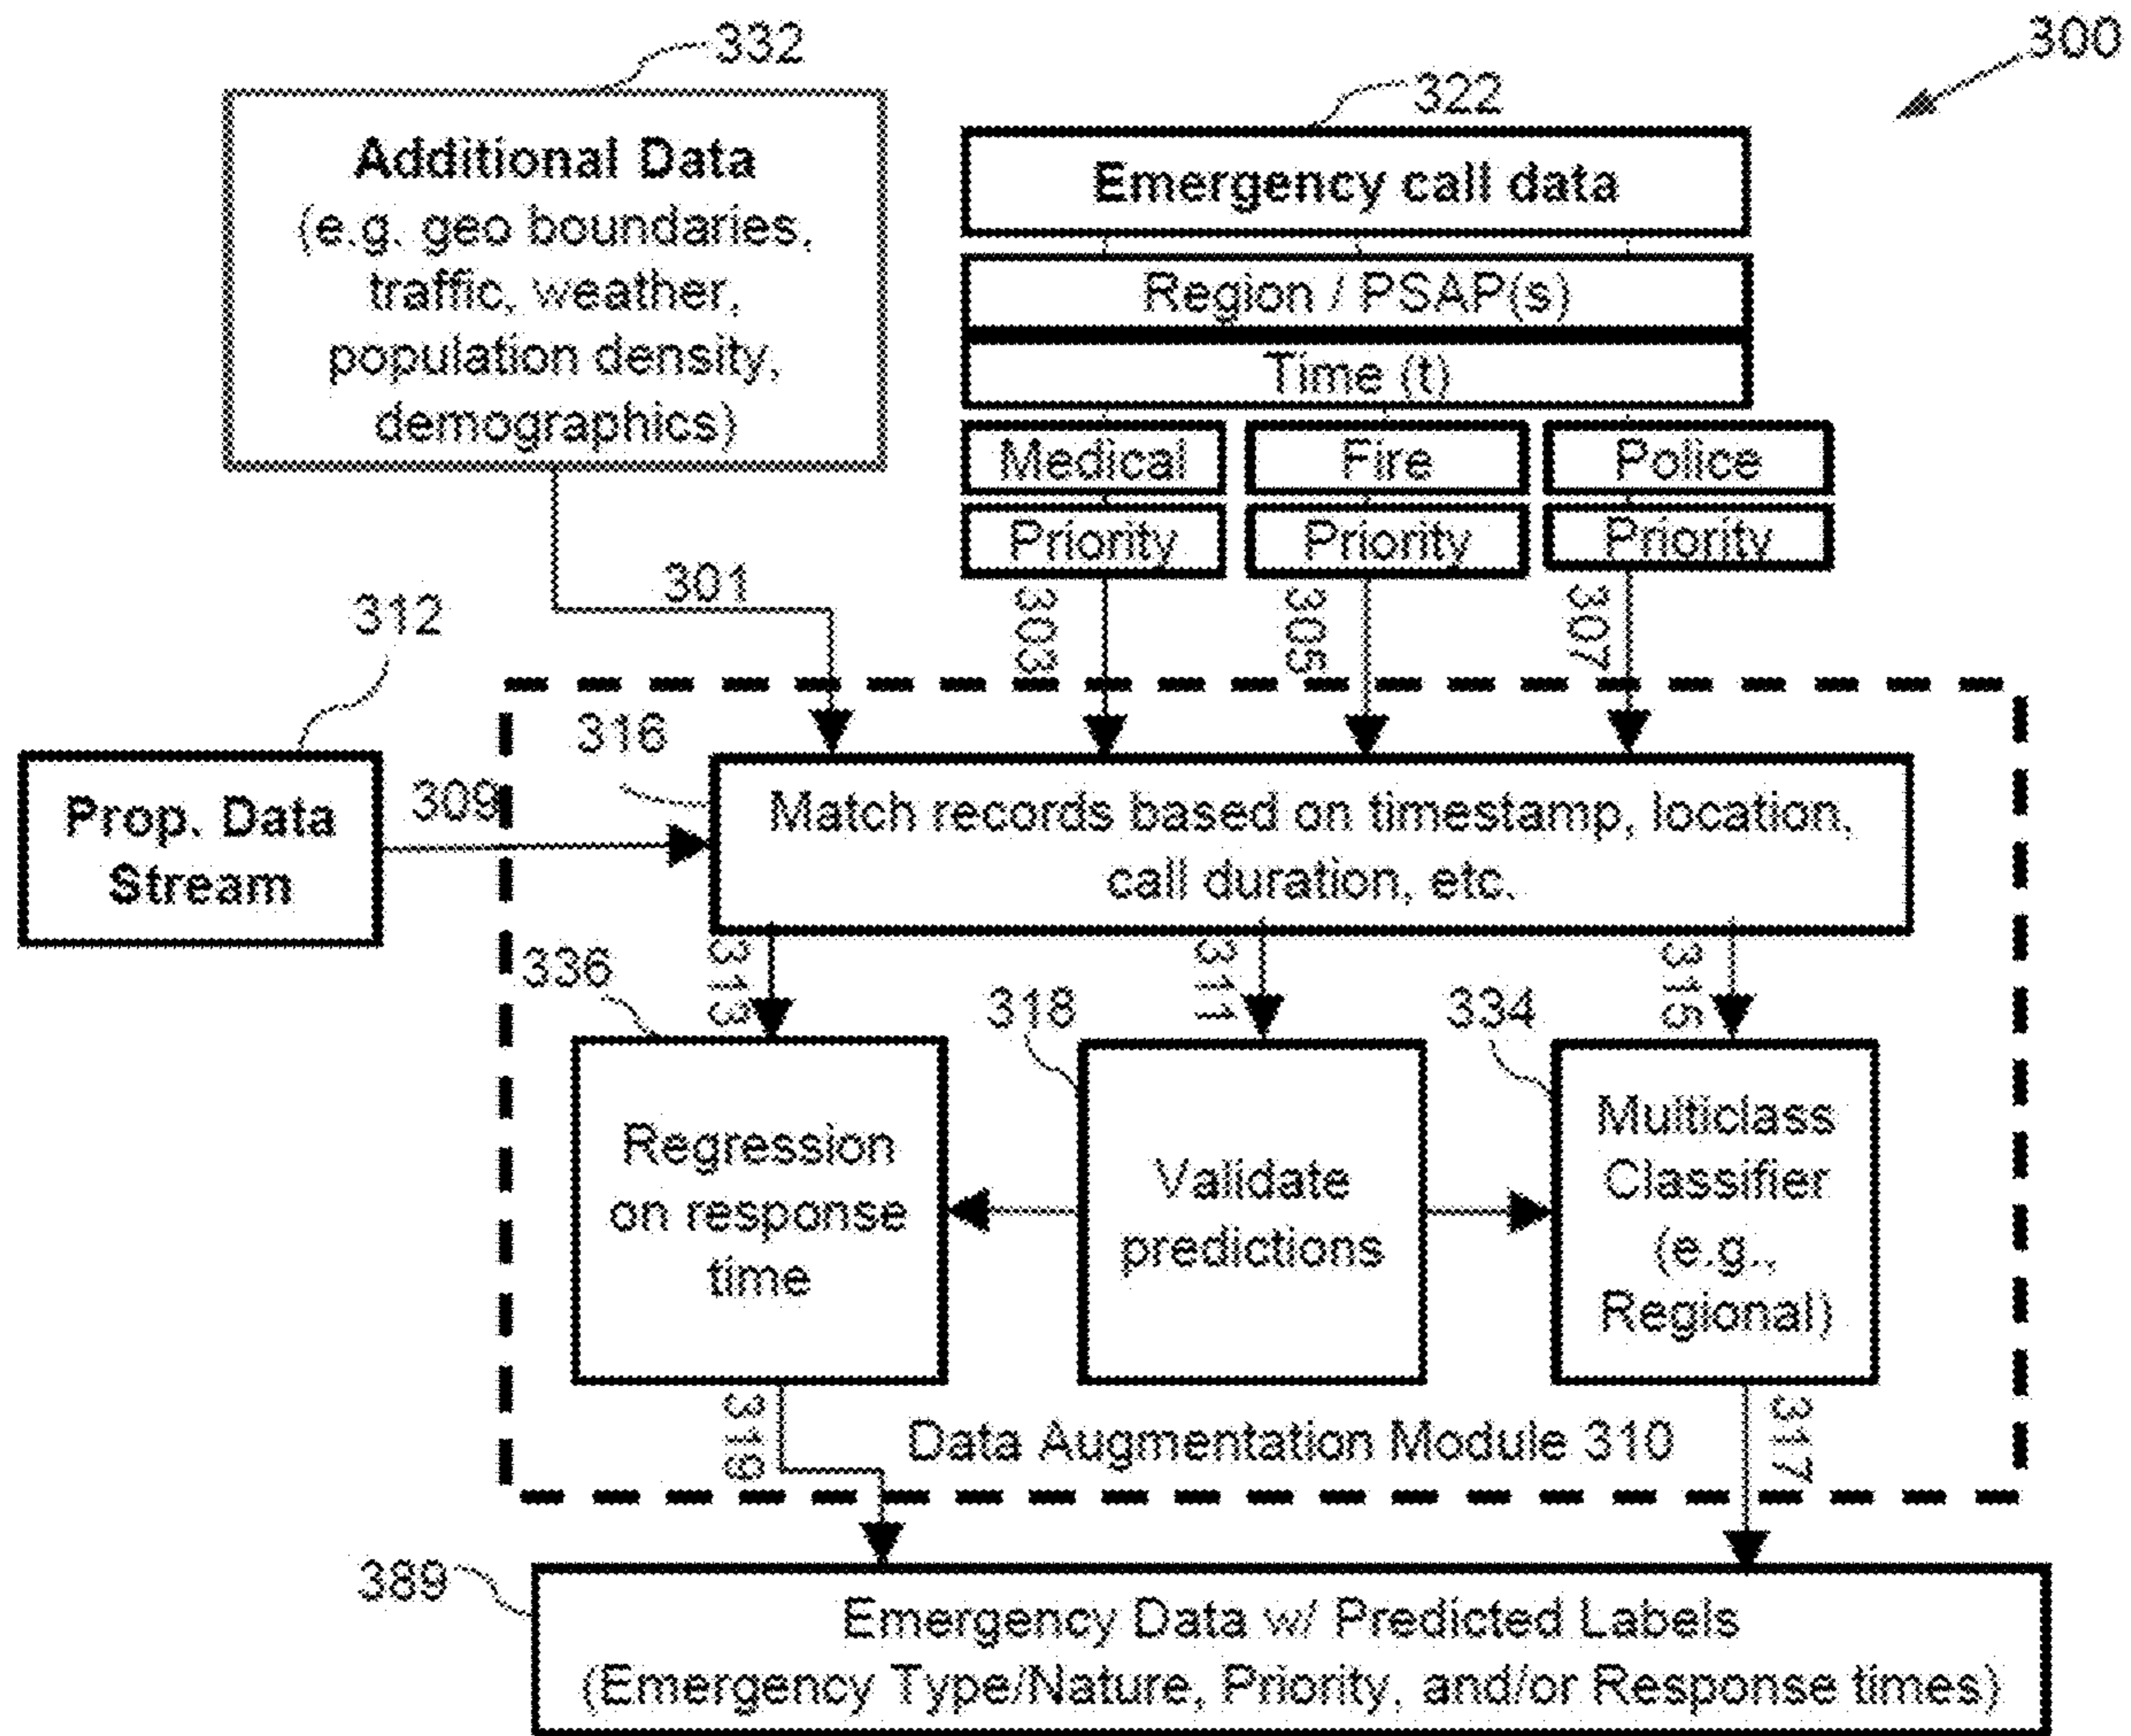 332
300
322
Additional Data
(e.g. geo boundaries,
traffic, weather,
population density,
demographics)
Emergency call data
Region / PSAP(s)
Time (t)
Medical
Fire
Police
Priority
Priority
Priority
301
303
305
307
312
316
Prop. Data
Stream
309
Match records based on timestamp, location,
call duration, etc.
336
313
318
311
334
315
Regression
on response
time
Validate
predictions
Multiclass
Classifier
(e.g.,
Regional)
319
Data Augmentation Module 310
317
389
Emergency Data w/ Predicted Labels
(Emergency Type/Nature, Priority, and/or Response times)